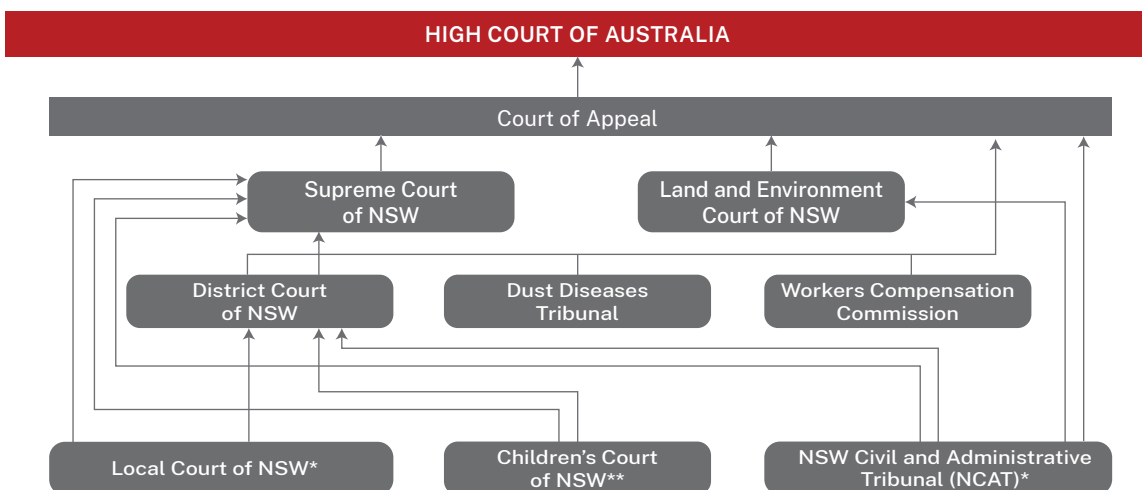 HIGH COURT OF AUSTRALIA
Court of Appeal
Supreme Court
of NSW
Land and Environment
Court of NSW
District Court
of NSW
Dust Diseases
Tribunal
Workers Compensation
Commission
Local Court of NSW*
Children's Court
of NSW**
NSW Civil and Administrative
Tribunal (NCAT)*